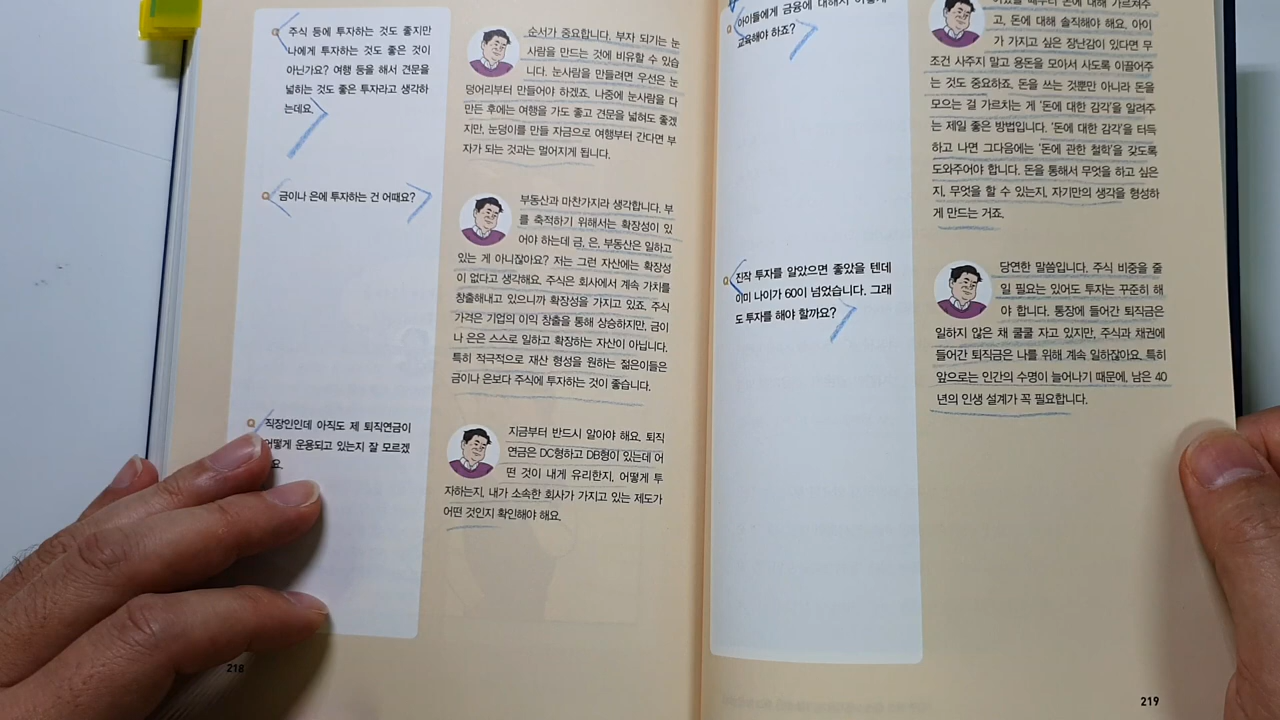 주식 등에 투자하는 것도 좋지만
나에게 투자하는 것도 좋은 것이
아닌가요? 여행 등을 해서 견문을
넓히는 것도 좋은 투자라고 생각하
는데요.
순서가 중요합니다. 부자 되기는 눈
사람을 만드는 것에 비유할 수 있습
니다. 눈사람을 만들려면 우선은 눈
덩어리부터 만들어야 하겠죠. 나중에 눈사람을 다
만든 후에는 여행을 가도 좋고 견문을 넓혀도 좋겠
지만, 눈덩이를 만들 자금으로 여행부터 간다면 부
자가 되는 것과는 멀어지게 됩니다.
Q 금이나 은에 투자하는 건 어때요?
부동산과 마찬가지라 생각합니다. 부
를 축적하기 위해서는 확장성이 있
어야 하는데 금, 은, 부동산은 일하고
있는 게 아니잖아요? 저는 그런 자산에는 확장성
이 없다고 생각해요. 주식은 회사에서 계속 가치를
창출해내고 있으니까 확장성을 가지고 있죠. 주식
가격은 기업의 이익 창출을 통해 상승하지만, 금이
나 은은 스스로 일하고 확장하는 자산이 아닙니다.
특히 적극적으로 재산 형성을 원하는 젊은이들은
금이나 은보다 주식에 투자하는 것이 좋습니다.
Q 직장인인데 아직도 제 퇴직연금이
어떻게 운용되고 있는지 잘 모르겠
요.
지금부터 반드시 알아야 해요. 퇴직
연금은 DC형하고 DB형이 있는데 어
떤 것이 내게 유리한지, 어떻게 투
자하는지, 내가 소속한 회사가 가지고 있는 제도가
어떤 것인지 확인해야 해요.
218
Q 아이들에게 금융에 대해서
교육해야 하죠?
돈에 대해 가르쳐주
고, 돈에 대해 솔직해야 해요. 아이
가 가지고 싶은 장난감이 있다면 무
조건 사주지 말고 용돈을 모아서 사도록 이끌어주
는 것도 중요하죠. 돈을 쓰는 것뿐만 아니라 돈을
모으는 걸 가르치는 게 '돈에 대한 감각'을 알려주
는 제일 좋은 방법입니다. '돈에 대한 감각'을 터득
하고 나면 그다음에는 '돈에 관한 철학'을 갖도록
도와주어야 합니다. 돈을 통해서 무엇을 하고 싶은
지, 무엇을 할 수 있는지, 자기만의 생각을 형성하
게 만드는 거죠.
Q 진작 투자를 알았으면 좋았을 텐데
이미 나이가 60이 넘었습니다. 그래
도 투자를 해야 할까요?
당연한 말씀입니다. 주식 비중을 줄
일 필요는 있어도 투자는 꾸준히 해
야 합니다. 통장에 들어간 퇴직금은
일하지 않은 채 쿨쿨 자고 있지만, 주식과 채권에
들어간 퇴직금은 나를 위해 계속 일하잖아요. 특히
앞으로는 인간의 수명이 늘어나기 때문에, 남은 40
년의 인생 설계가 꼭 필요합니다.
219